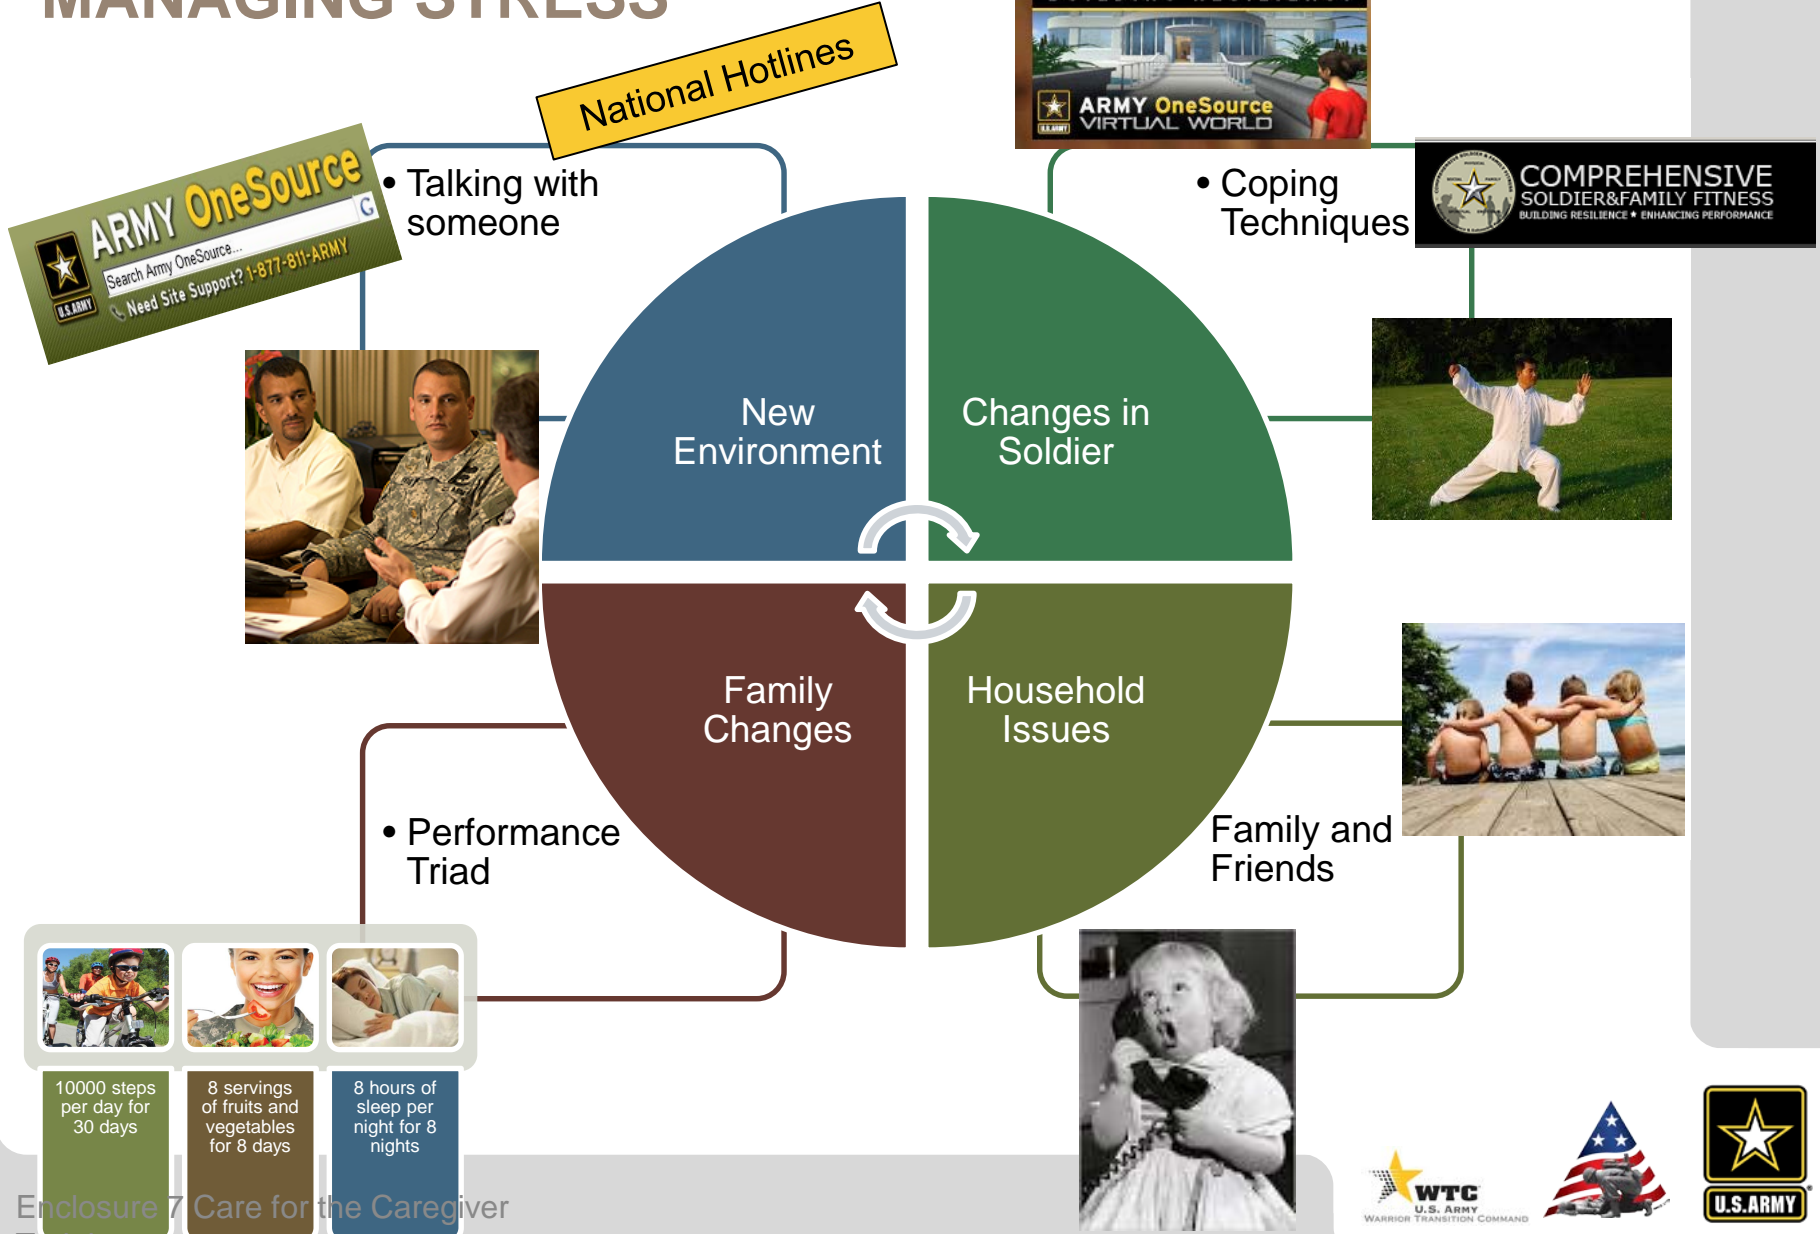 MANAGING STRESS
National Hotlines
ARMY OneSource
VIRTUAL WORLD
U.S.ARMY
ARMY OneSource
Search Army OneSource...
G
Need Site Support? 1-877-811-ARMY
U.S.ARMY
• Talking with
someone
• Coping
Techniques
COMPREHENSIVE
SOLDIER&FAMILY FITNESS
BUILDING RESILIENCE ★ ENHANCING PERFORMANCE
New
Environment
Changes in
Soldier
Family
Changes
Household
Issues
• Performance
Triad
Family and
Friends
10000 steps
per day for
30 days
8 servings
of fruits and
vegetables
for 8 days
8 hours of
sleep per
night for 8
nights
Enclosure 7 Care for the Caregiver
WTC
U.S. ARMY
WARRIOR TRANSITION COMMAND
U.S.ARMY